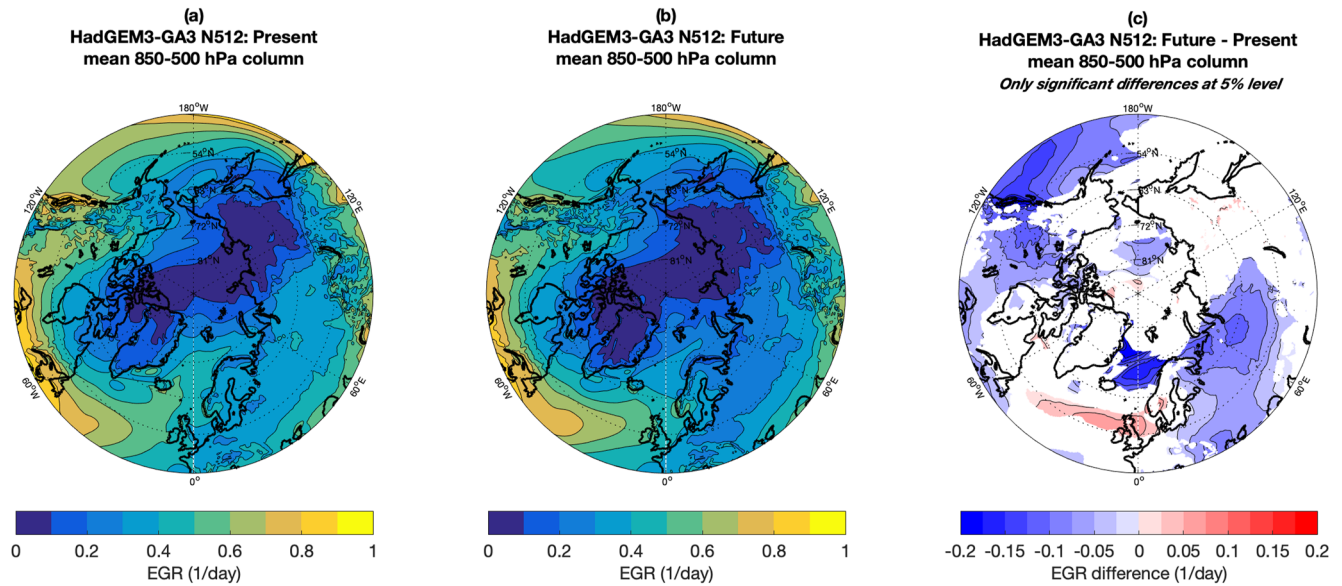 (a)
HadGEM3-GA3 N512: Present
mean 850-500 hPa column
180°W
120°W
54°N
63°N
72°N
81°N
120°E
60°W
60°E
0°
0 0.2 0.4 0.6 0.8 1
EGR (1/day)
(b)
HadGEM3-GA3 N512: Future
mean 850-500 hPa column
180°W
120°W
54°N
63°N
72°N
81°N
120°E
60°W
60°E
0°
0 0.2 0.4 0.6 0.8 1
EGR (1/day)
(c)
HadGEM3-GA3 N512: Future - Present
mean 850-500 hPa column
Only significant differences at 5% level
180°W
120°W
54°N
63°N
72°N
81°N
120°E
60°W
60°E
0°
-0.2 -0.15 -0.1 -0.05 0 0.05 0.1 0.15 0.2
EGR difference (1/day)